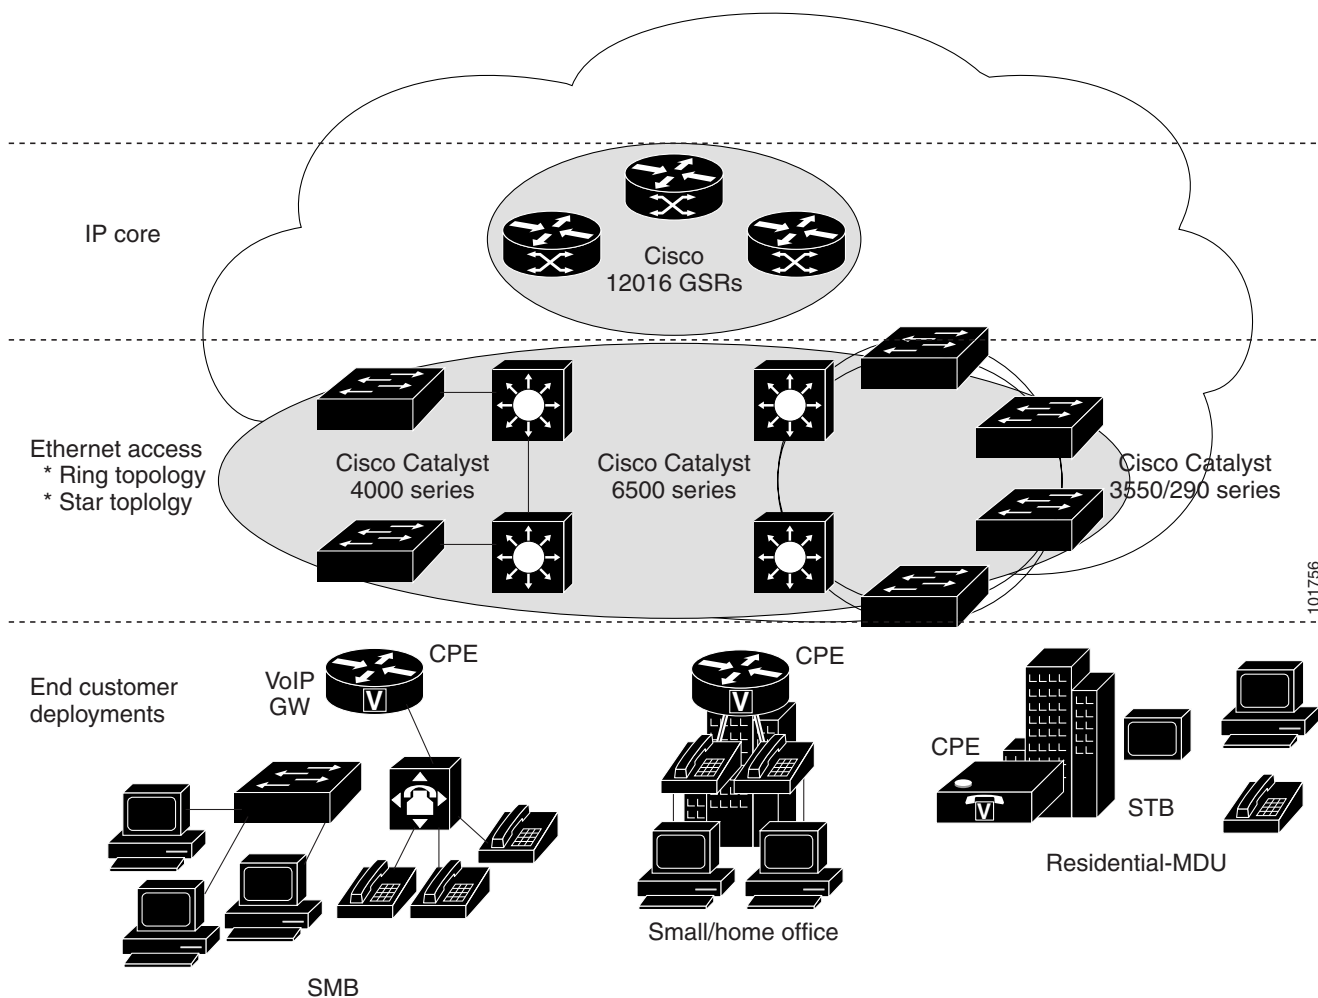 IP core
Cisco
12016 GSRs
Ethernet access
* Ring topology
* Star toplolgy
Cisco Catalyst
4000 series
Cisco Catalyst
6500 series
Cisco Catalyst
3550/290 series
101756
End customer
deployments
VoIP
GW
CPE
V
SMB
CPE
V
Small/home office
CPE
V
STB
Residential-MDU